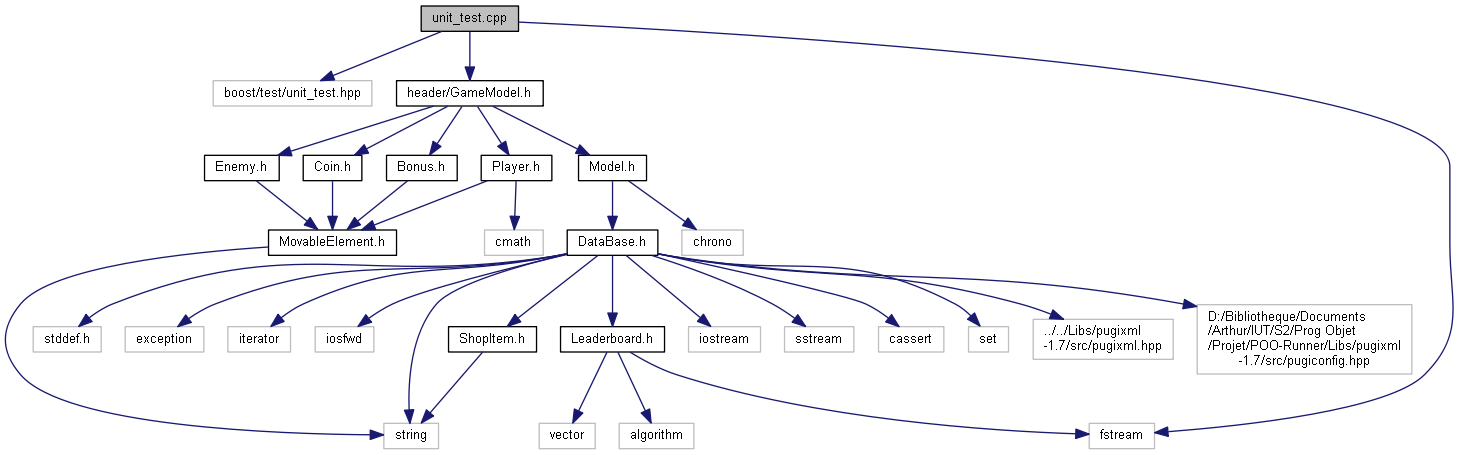 unit_test.cpp
boost/test/unit_test.hpp
header/GameModel.h
Enemy.h
Coin.h
Bonus.h
Player.h
Model.h
MovableElement.h
cmath
DataBase.h
chrono
stddef.h
exception
iterator
iosfwd
ShopItem.h
Leaderboard.h
iostream
sstream
cassert
set
../../Libs/pugixml
-1.7/src/pugixml.hpp
D:/Bibliotheque/Documents
/Arthur/IUT/S2/Prog Objet
/Projet/POO-Runner/Libs/pugixml
-1.7/src/pugiconfig.hpp
string
vector
algorithm
fstream